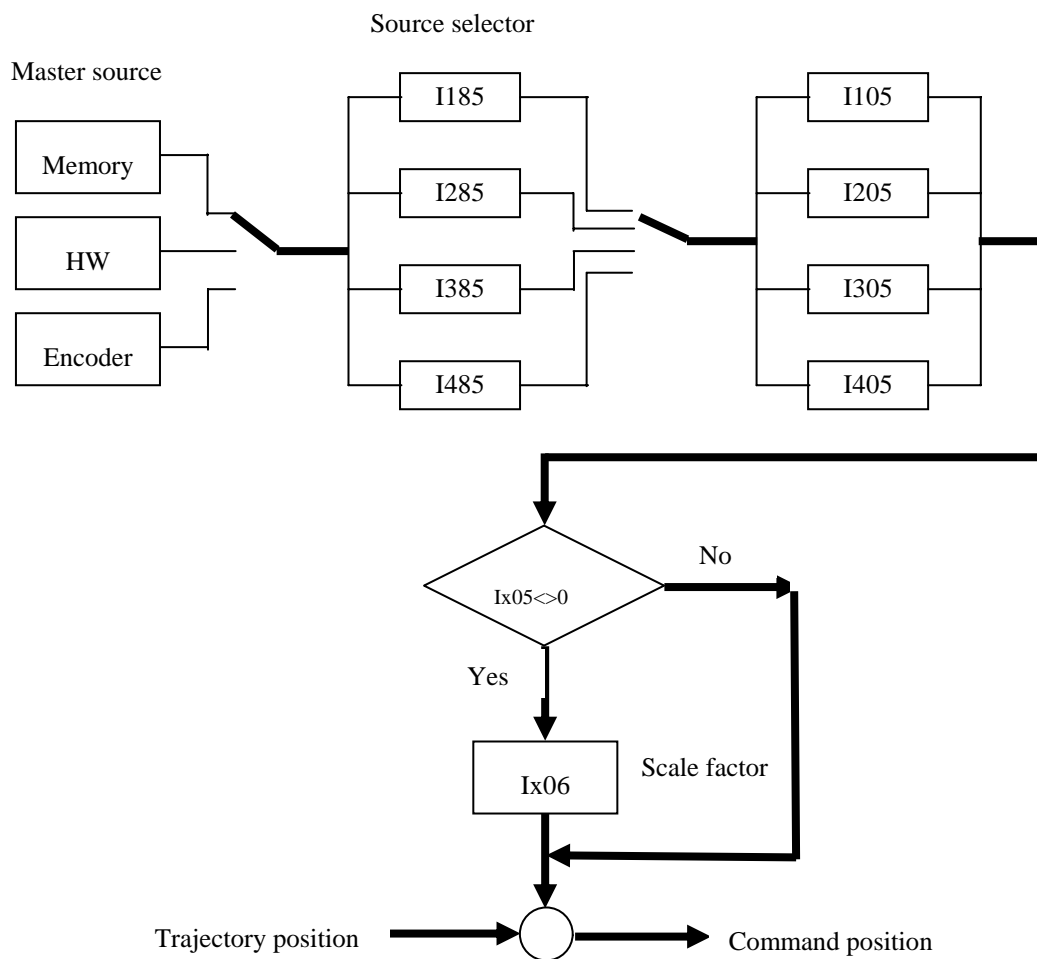 Source selector
Master source
Memory
HW
Encoder
I185
I285
I385
I485
I105
I205
I305
I405
Ix05<>0
No
Yes
Ix06
Scale factor
Trajectory position
Command position